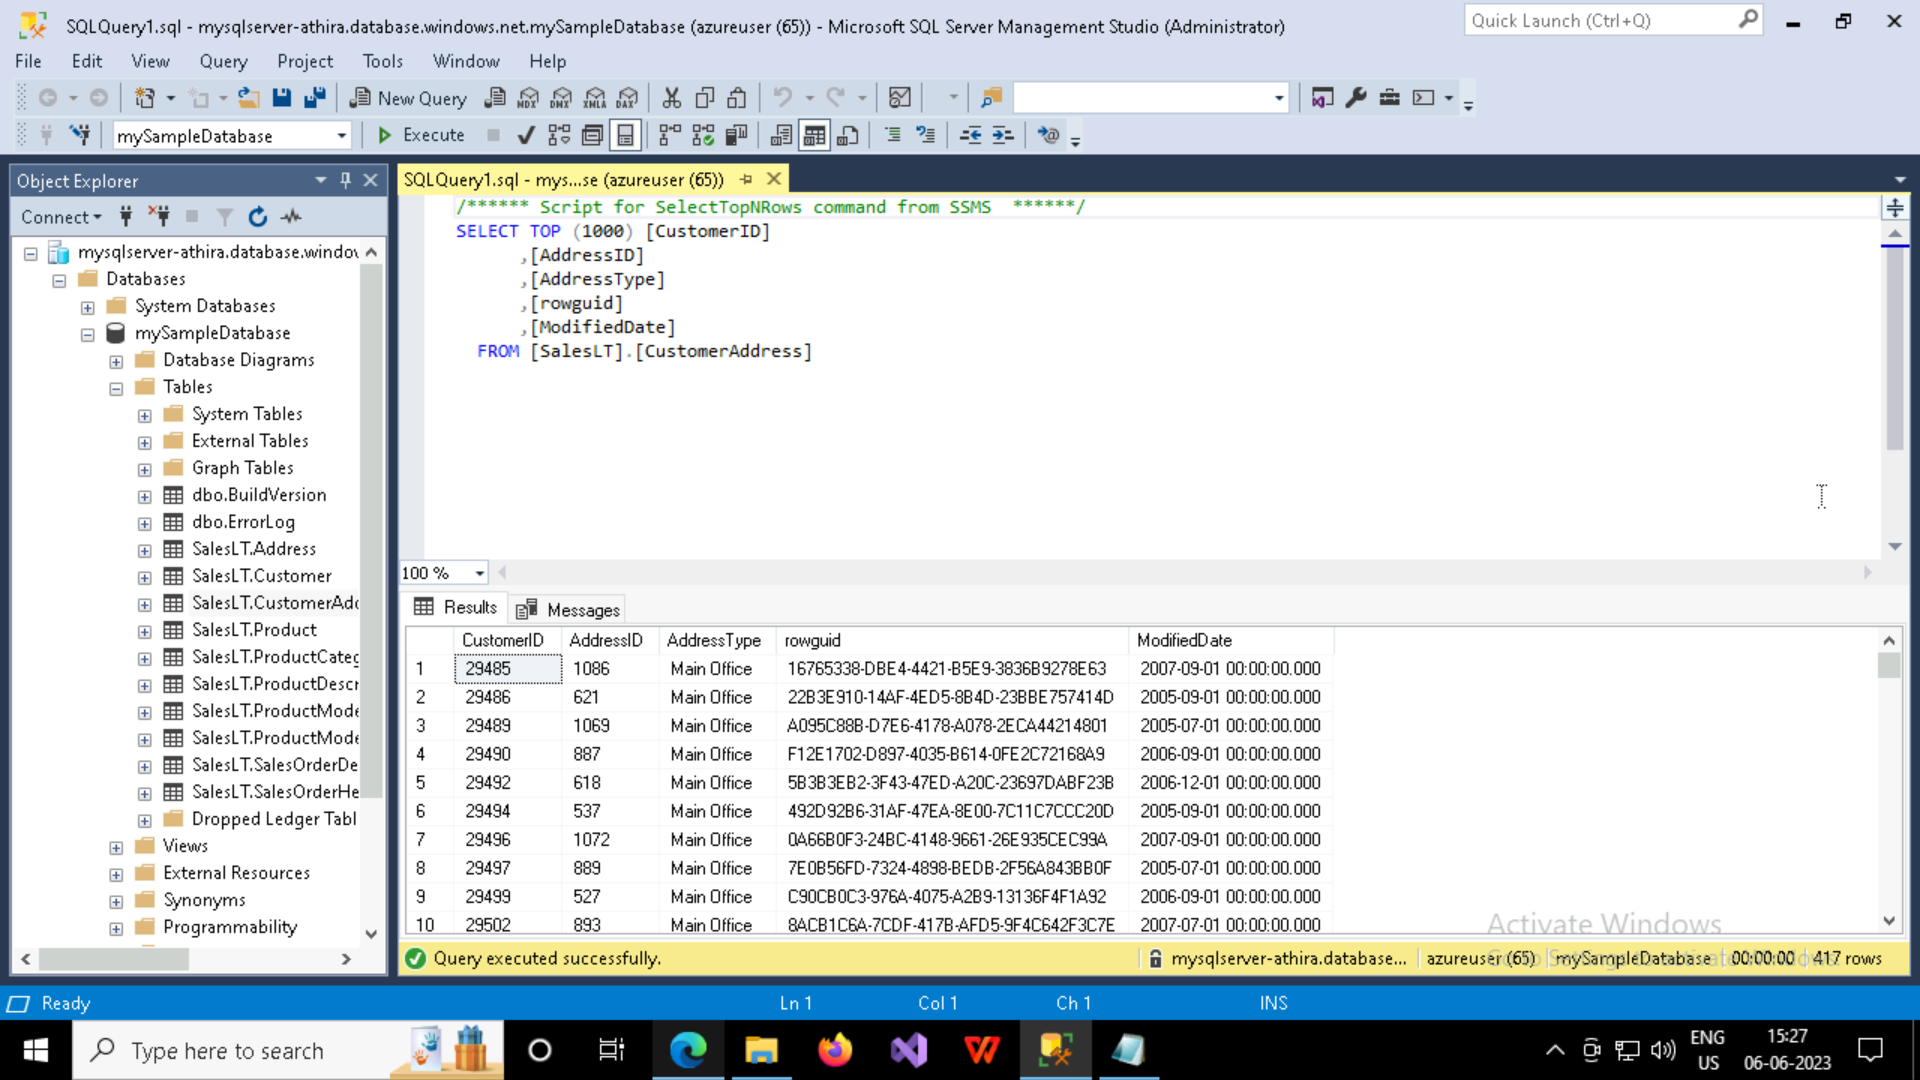 SQLQuery1.sql - mysqlserver-athira.database.windows.net.mySampleDatabase (azureuser (65)) - Microsoft SQL Server Management Studio (Administrator)
Quick Launch (Ctrl+Q)
File Edit View Query Project Tools Window Help
New Query MDX DMX XMLA DAX
mySampleDatabase Execute
Object Explorer
Connect
mysqlserver-athira.database.window
Databases
System Databases
mySampleDatabase
Database Diagrams
Tables
System Tables
External Tables
Graph Tables
dbo.BuildVersion
dbo.ErrorLog
SalesLT.Address
SalesLT.Customer
SalesLT.CustomerAdd
SalesLT.Product
SalesLT.ProductCateg
SalesLT.ProductDescr
SalesLT.ProductMode
SalesLT.ProductMode
SalesLT.SalesOrderDe
SalesLT.SalesOrderHe
Dropped Ledger Tabl
Views
External Resources
Synonyms
Programmability
SQLQuery1.sql - mys...se (azureuser (65))
/****** Script for SelectTopNRows command from SSMS ******/
SELECT TOP (1000) [CustomerID]
,[AddressID]
,[AddressType]
,[rowguid]
,[ModifiedDate]
FROM [SalesLT].[CustomerAddress]
100 %
Results Messages
CustomerID AddressID AddressType rowguid ModifiedDate
1 29485 1086 Main Office 16765338-DBE4-4421-B5E9-3836B9278E63 2007-09-01 00:00:00.000
2 29486 621 Main Office 22B3E910-14AF-4ED5-8B4D-23BBE757414D 2005-09-01 00:00:00.000
3 29489 1069 Main Office A095C88B-D7E6-4178-A078-2ECA44214801 2005-07-01 00:00:00.000
4 29490 887 Main Office F12E1702-D897-4035-B614-0FE2C72168A9 2006-09-01 00:00:00.000
5 29492 618 Main Office 5B3B3EB2-3F43-47ED-A20C-23697DABF23B 2006-12-01 00:00:00.000
6 29494 537 Main Office 492D92B6-31AF-47EA-8E00-7C11C7CCC20D 2005-09-01 00:00:00.000
7 29496 1072 Main Office 0A66B0F3-24BC-4148-9661-26E935CEC99A 2007-09-01 00:00:00.000
8 29497 889 Main Office 7E0B56FD-7324-4898-BEDB-2F56A843BB0F 2005-07-01 00:00:00.000
9 29499 527 Main Office C90CB0C3-976A-4075-A2B9-13136F4F1A92 2006-09-01 00:00:00.000
10 29502 893 Main Office 8ACB1C6A-7CDF-417B-AFD5-9F4C642F3C7E 2007-07-01 00:00:00.000
Activate Windows
Query executed successfully. mysqlserver-athira.database... azureuser (65) mySampleDatabase 00:00:00 417 rows
Ready Ln 1 Col 1 Ch 1 INS
Type here to search
ENG
US
15:27
06-06-2023